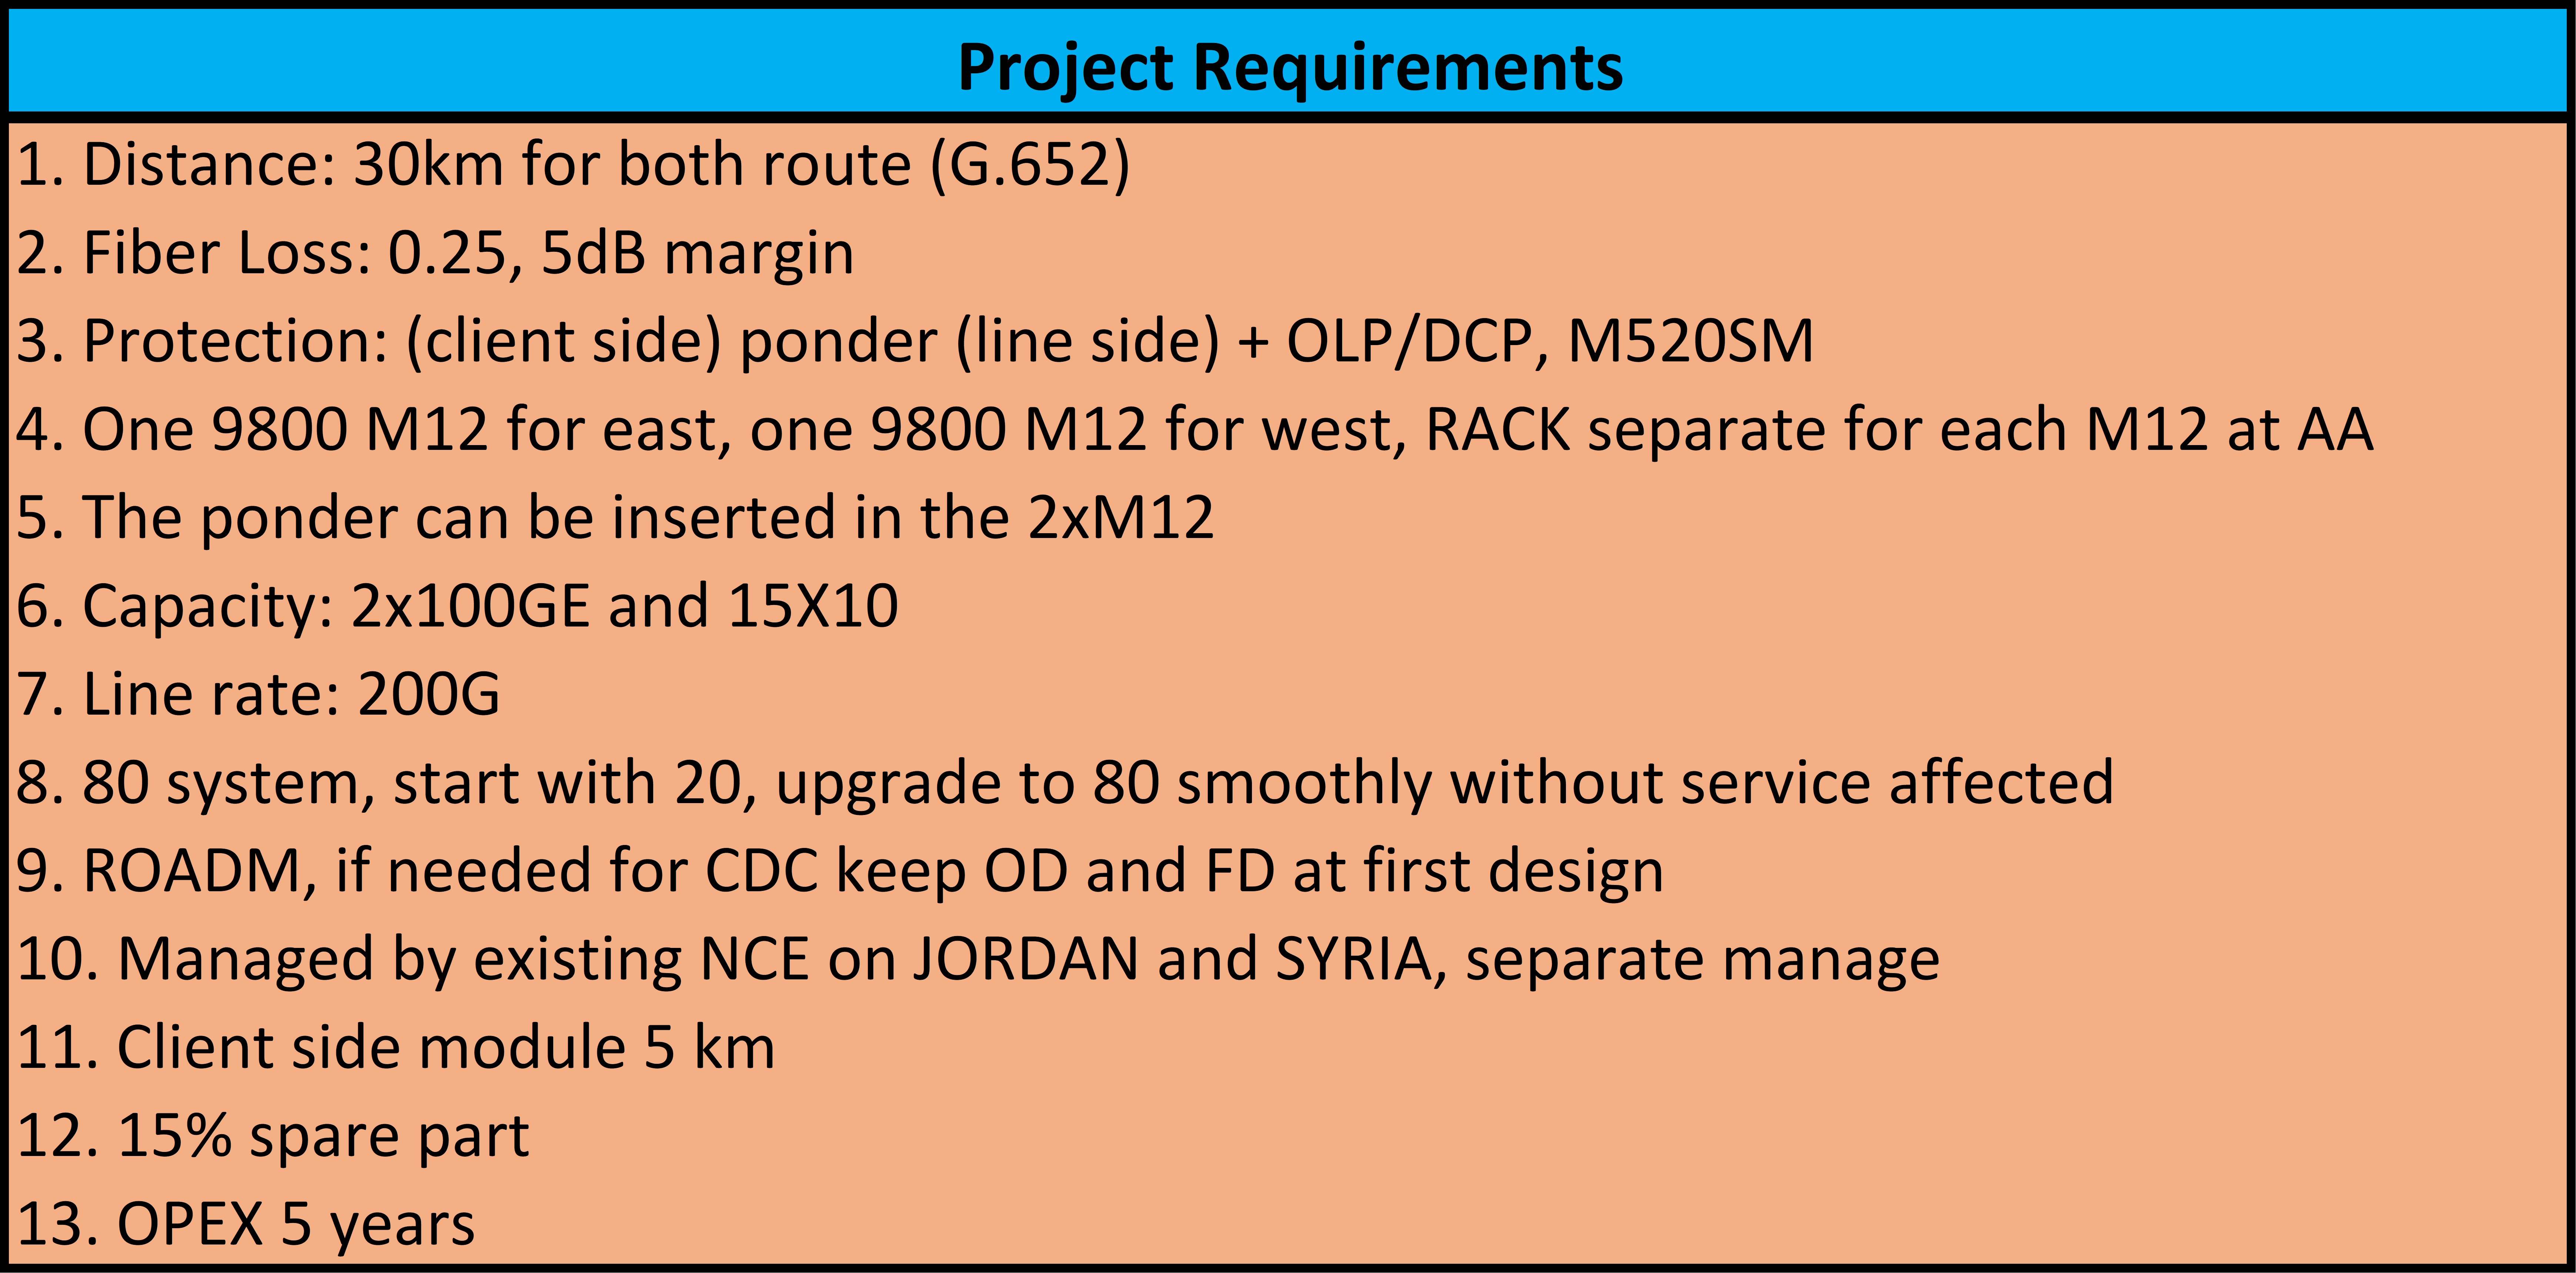 Project Requirements
1. Distance: 30km for both route (G.652)
2. Fiber Loss: 0.25, 5dB margin
3. Protection: (client side) ponder (line side) + OLP/DCP, M520SM
4. One 9800 M12 for east, one 9800 M12 for west, RACK separate for each M12 at AA
5. The ponder can be inserted in the 2xM12
6. Capacity: 2x100GE and 15X10
7. Line rate: 200G
8. 80 system, start with 20, upgrade to 80 smoothly without service affected
9. ROADM, if needed for CDC keep OD and FD at first design
10. Managed by existing NCE on JORDAN and SYRIA, separate manage
11. Client side module 5 km
12. 15% spare part
13. OPEX 5 years